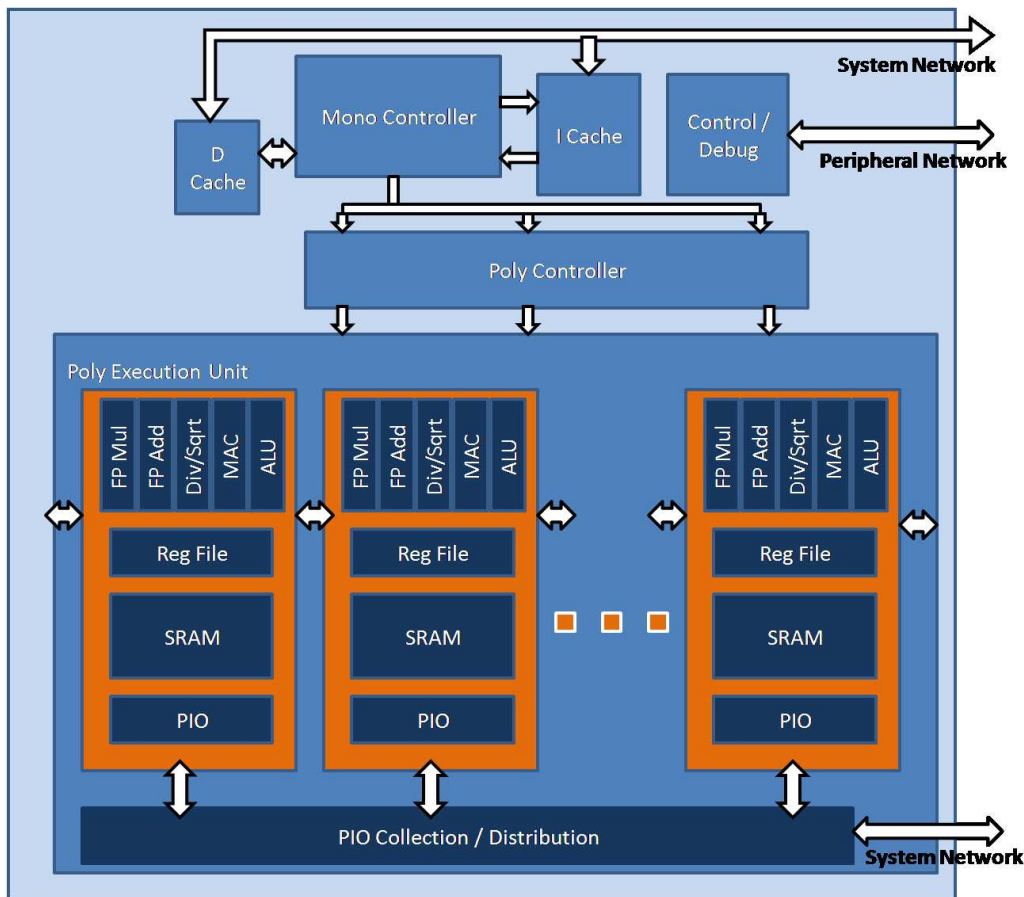 System Network
Mono Controller
I Cache
Control /
Debug
D
Cache
Peripheral Network
Poly Controller
Poly Execution Unit
FP Mul
FP Add
Div/Sqrt
MAC
ALU
FP Mul
FP Add
Div/Sqrt
MAC
ALU
FP Mul
FP Add
Div/Sqrt
MAC
ALU
Reg File
Reg File
Reg File
SRAM
SRAM
SRAM
PIO
PIO
PIO
PIO Collection / Distribution
System Network